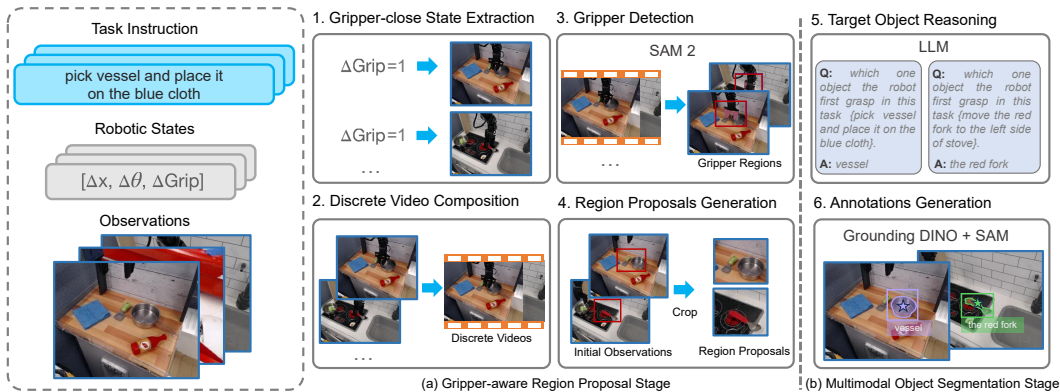 Task Instruction
pick vessel and place it
on the blue cloth
Robotic States
[Δx, Δθ, ΔGrip]
Observations
1. Gripper-close State Extraction
ΔGrip=1
ΔGrip=1
...
2. Discrete Video Composition
...
Discrete Videos
3. Gripper Detection
SAM 2
...
Gripper Regions
4. Region Proposals Generation
Crop
Initial Observations
Region Proposals
(a) Gripper-aware Region Proposal Stage
5. Target Object Reasoning
LLM
Q: which one
object the robot
first grasp in this
task {pick vessel
and place it on the
blue cloth}.
A: vessel
Q: which one
object the robot
first grasp in this
task {move the red
fork to the left side
of stove}.
A: the red fork
6. Annotations Generation
Grounding DINO + SAM
vessel
the red fork
(b) Multimodal Object Segmentation Stage